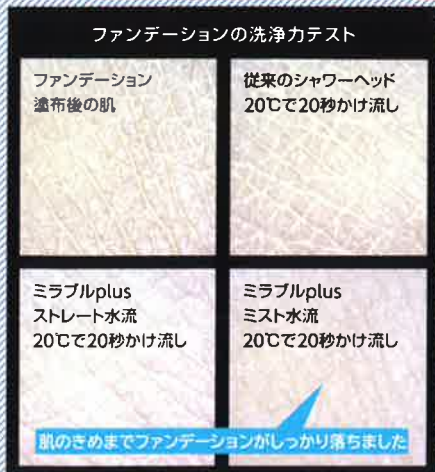 ファンデーションの洗浄力テスト
ファンデーション
塗布後の肌
従来のシャワーヘッド
20℃で20秒かけ流し
ミラブルplus
ストレート水流
20℃で20秒かけ流し
ミラブルplus
ミスト水流
20℃で20秒かけ流し
肌のきめまでファンデーションがしっかり落ちました